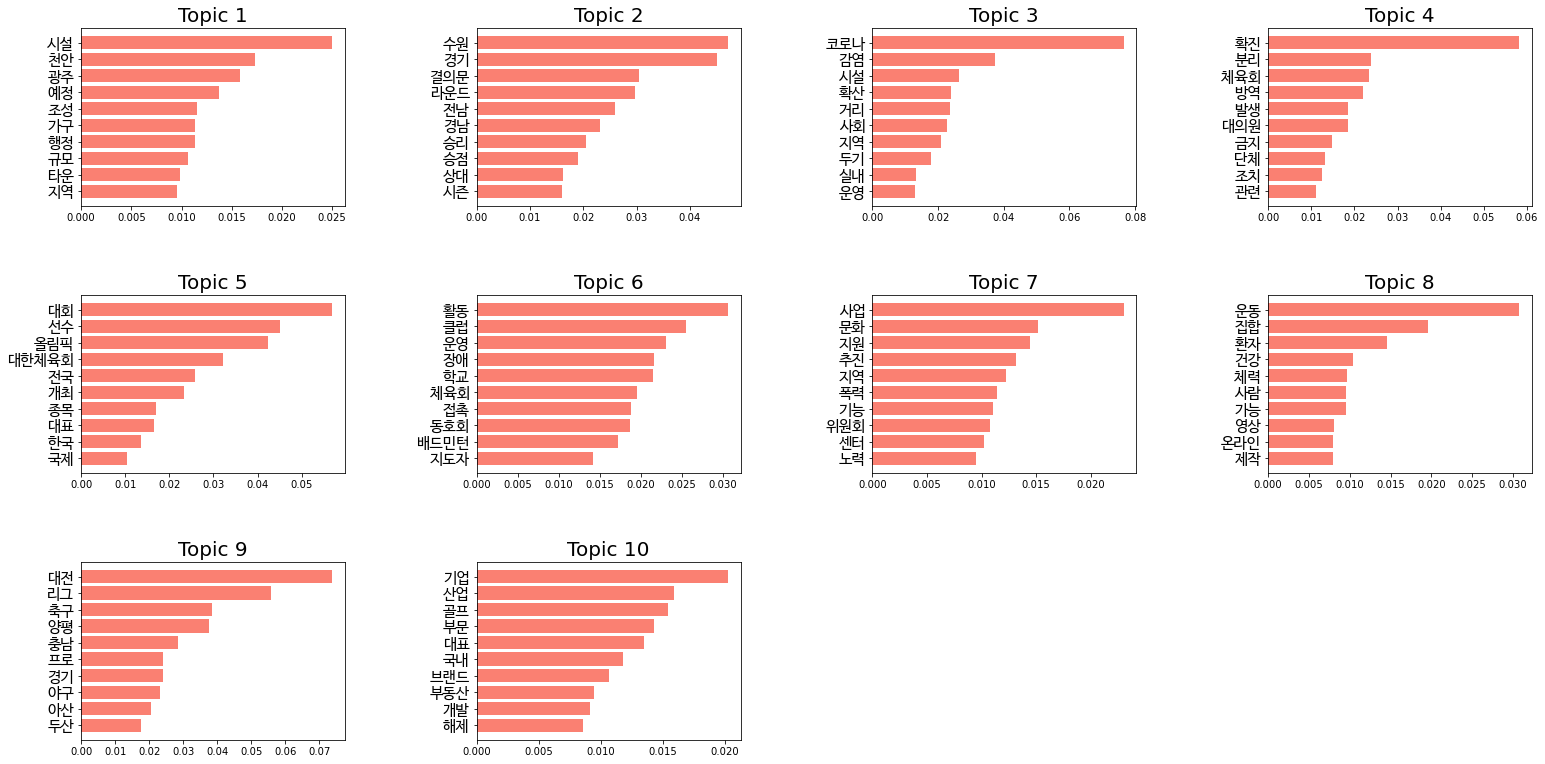 Topic 1
시설
천안
광주
예정
조성
가구
행정
규모
타운
지역
0.000 0.005 0.010 0.015 0.020 0.025
Topic 2
수원
경기
결의문
라운드
전남
경남
승리
승점
상대
시즌
0.00 0.01 0.02 0.03 0.04
Topic 3
코로나
감염
시설
확산
거리
사회
지역
두기
실내
운영
0.00 0.02 0.04 0.06 0.08
Topic 4
확진
분리
체육회
방역
발생
대의원
금지
단체
조치
관련
0.00 0.01 0.02 0.03 0.04 0.05 0.06
Topic 5
대회
선수
올림픽
대한체육회
전국
개최
종목
대표
한국
국제
0.00 0.01 0.02 0.03 0.04 0.05
Topic 6
활동
클럽
운영
장애
학교
체육회
접촉
동호회
배드민턴
지도자
0.000 0.005 0.010 0.015 0.020 0.025 0.030
Topic 7
사업
문화
지원
추진
지역
폭력
기능
위원회
센터
노력
0.000 0.005 0.010 0.015 0.020
Topic 8
운동
집합
환자
건강
체력
사람
가능
영상
온라인
제작
0.000 0.005 0.010 0.015 0.020 0.025 0.030
Topic 9
대전
리그
축구
양평
충남
프로
경기
야구
아산
두산
0.00 0.01 0.02 0.03 0.04 0.05 0.06 0.07
Topic 10
기업
산업
골프
부문
대표
국내
브랜드
부동산
개발
해제
0.000 0.005 0.010 0.015 0.020